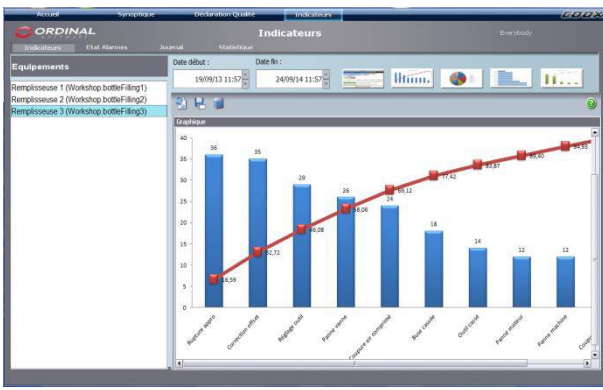 Accueil Synoptique Déclaration Qualité Indicateurs COOX
ORDINAL
SOFTWARE
Indicateurs
Everybody
Indicateurs Etat Alarmes Journal Statistique
Equipements
Date début : Date fin :
19/09/13 11:57 24/09/14 11:57
Remplisseuse 1 (Workshop.bottleFilling1)
Remplisseuse 2 (Workshop.bottleFilling2)
Remplisseuse 3 (Workshop.bottleFilling3)
Graphique
40
35
30
25
20
15
10
5
0
36
35
29
26
24
18
14
12
12
16,59
32,72
46,08
58,06
69,12
77,42
83,87
89,40
94,93
Rupture appro
Correction offset
Réglage outil
Panne vanne
Coupure air comprimé
Buse cassée
Outil cassé
Panne moteur
Panne machine
Coupu